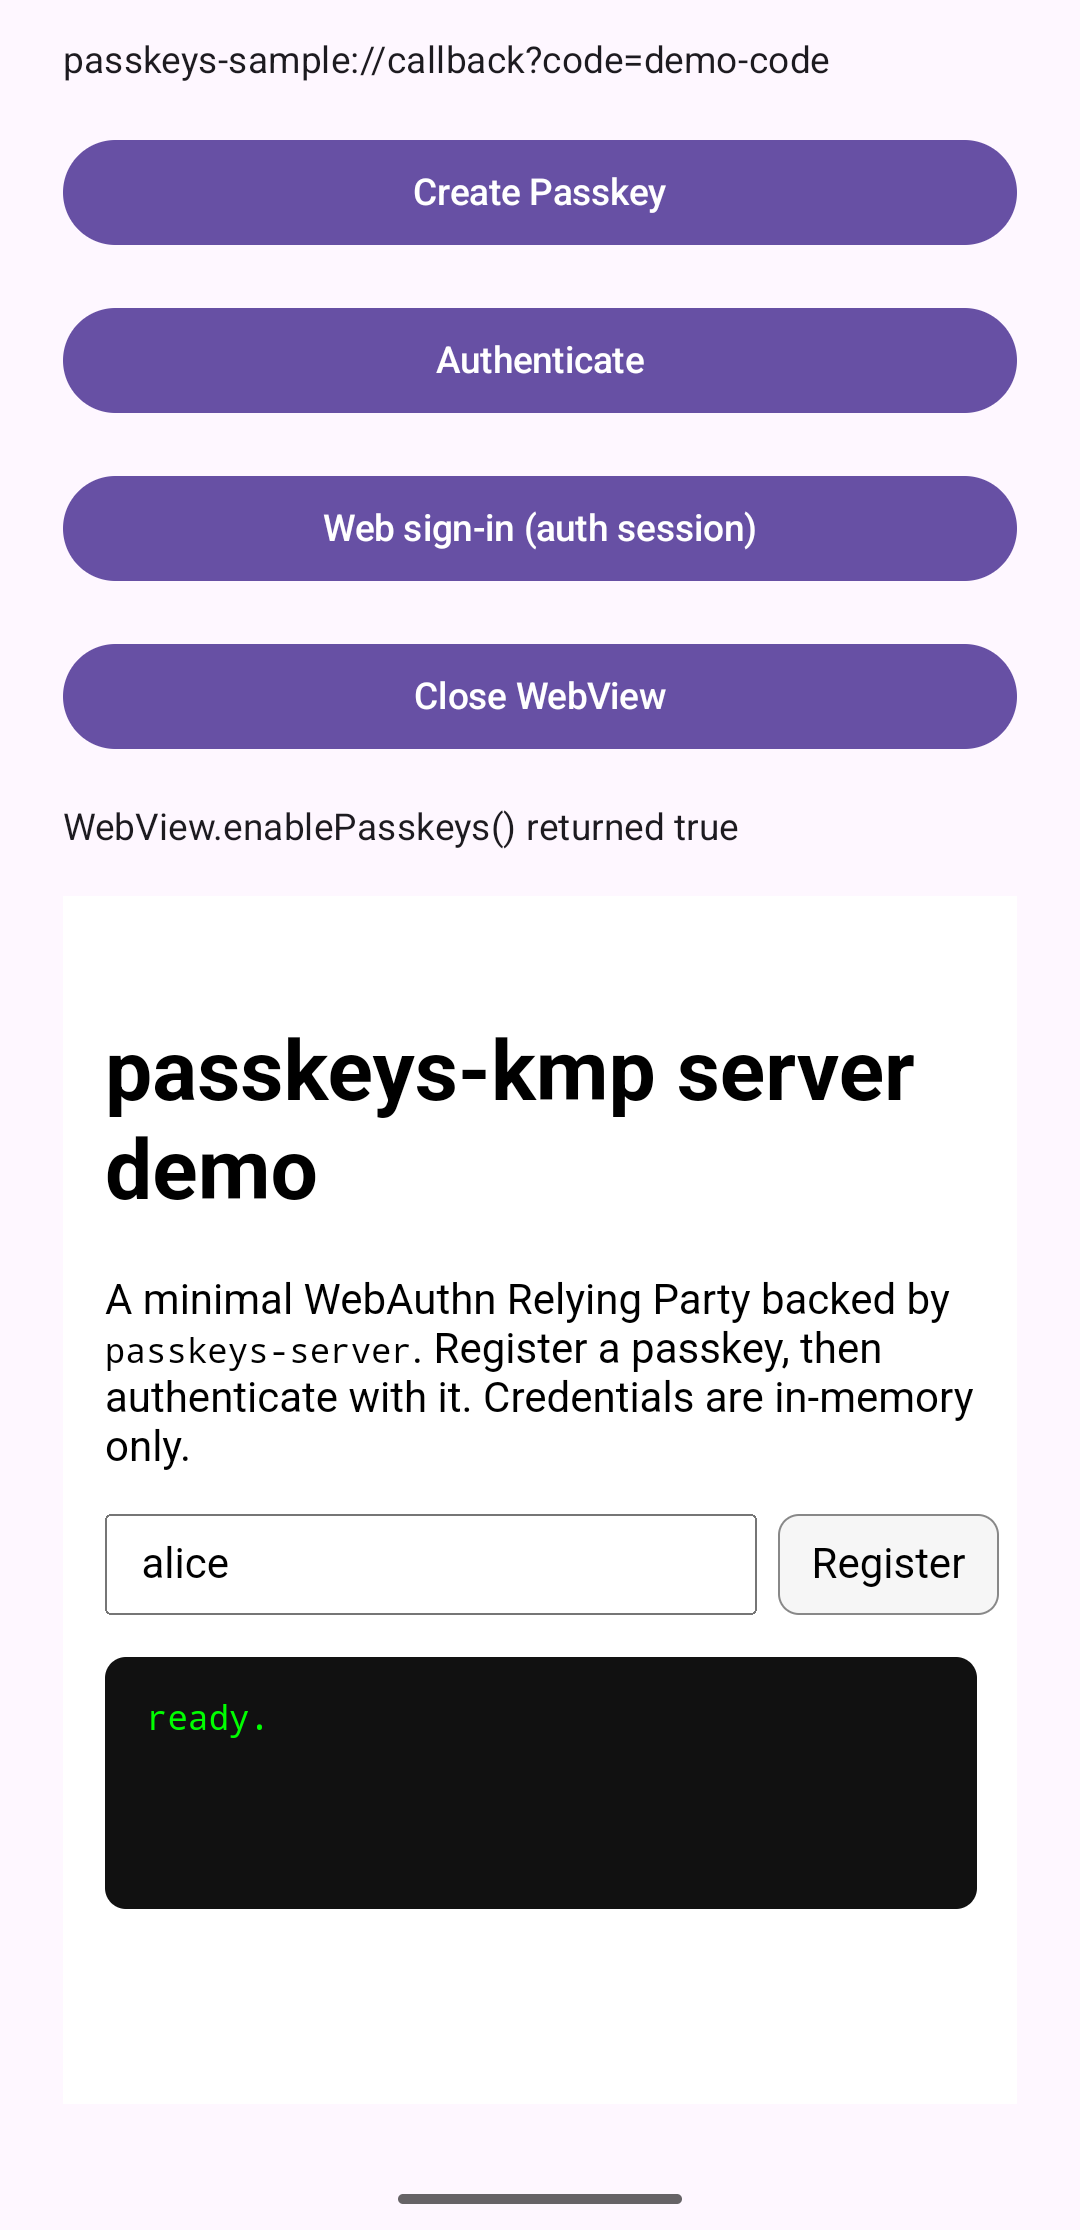 passkeys-sample://callback?code=demo-code
Create Passkey
Authenticate
Web sign-in (auth session)
Close WebView
WebView.enablePasskeys() returned true
passkeys-kmp server
demo
A minimal WebAuthn Relying Party backed by
passkeys-server. Register a passkey, then
authenticate with it. Credentials are in-memory
only.
alice
Register
ready.